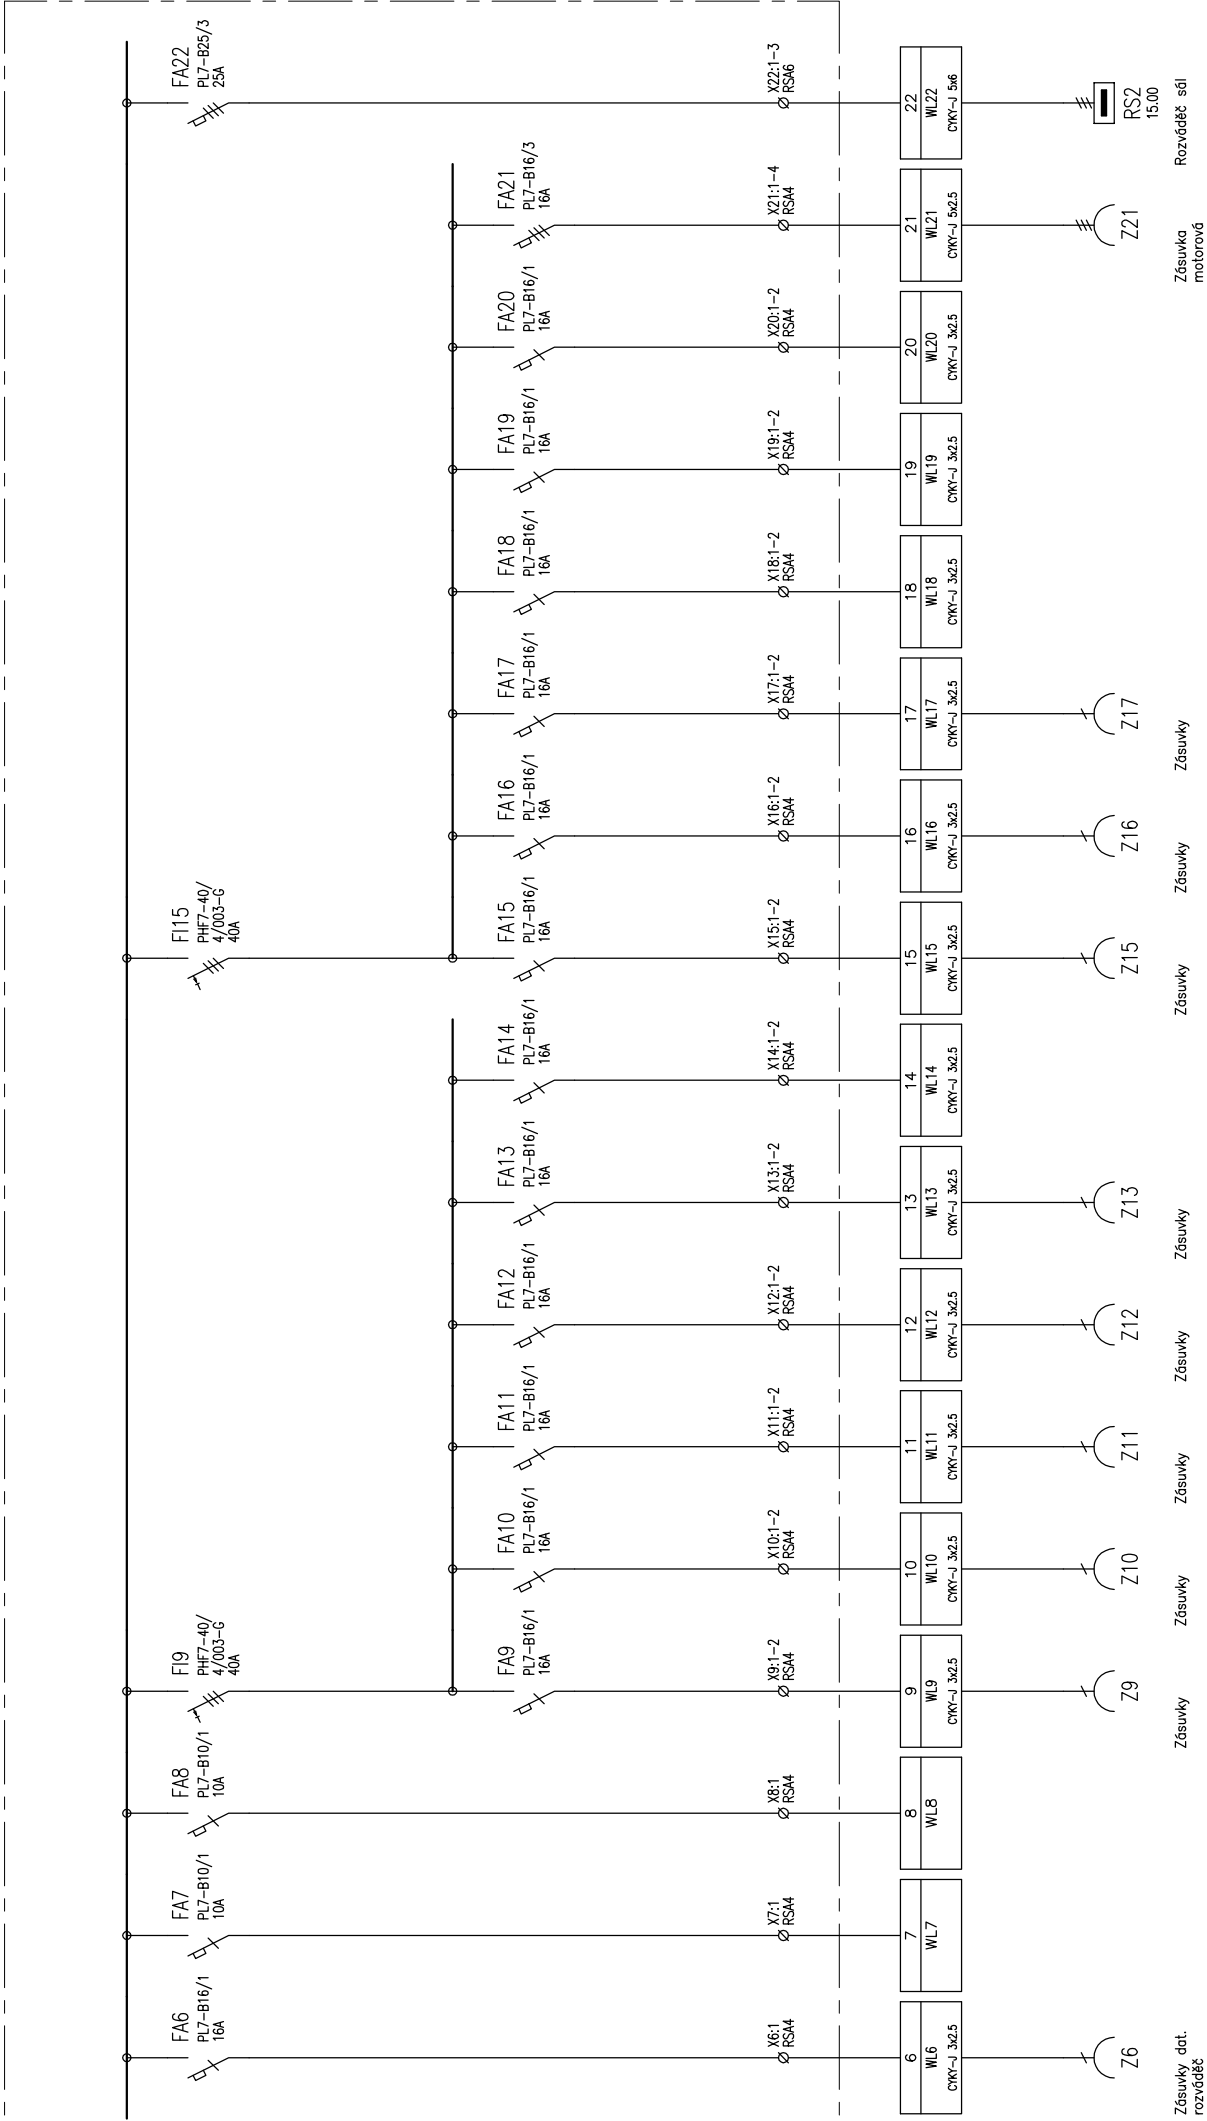 FA6
PL7-B16/1
16A
X6:1
RSA4
6
WL6
CYKY-J 3x2.5
Z6
Zásuvky dat.
rozváděč
FA7
PL7-B10/1
10A
X7:1
RSA4
7
WL7
FA8
PL7-B10/1
10A
X8:1
RSA4
8
WL8
FI9
PHF7-40/
4/003-G
40A
FA9
PL7-B16/1
16A
X9:1-2
RSA4
9
WL9
CYKY-J 3x2.5
Z9
Zásuvky
FA10
PL7-B16/1
16A
X10:1-2
RSA4
10
WL10
CYKY-J 3x2.5
Z10
Zásuvky
FA11
PL7-B16/1
16A
X11:1-2
RSA4
11
WL11
CYKY-J 3x2.5
Z11
Zásuvky
FA12
PL7-B16/1
16A
X12:1-2
RSA4
12
WL12
CYKY-J 3x2.5
Z12
Zásuvky
FA13
PL7-B16/1
16A
X13:1-2
RSA4
13
WL13
CYKY-J 3x2.5
Z13
Zásuvky
FA14
PL7-B16/1
16A
X14:1-2
RSA4
14
WL14
CYKY-J 3x2.5
FI15
PHF7-40/
4/003-G
40A
FA15
PL7-B16/1
16A
X15:1-2
RSA4
15
WL15
CYKY-J 3x2.5
Z15
Zásuvky
FA16
PL7-B16/1
16A
X16:1-2
RSA4
16
WL16
CYKY-J 3x2.5
Z16
Zásuvky
FA17
PL7-B16/1
16A
X17:1-2
RSA4
17
WL17
CYKY-J 3x2.5
Z17
Zásuvky
FA18
PL7-B16/1
16A
X18:1-2
RSA4
18
WL18
CYKY-J 3x2.5
FA19
PL7-B16/1
16A
X19:1-2
RSA4
19
WL19
CYKY-J 3x2.5
FA20
PL7-B16/1
16A
X20:1-2
RSA4
20
WL20
CYKY-J 3x2.5
FA21
PL7-B16/3
16A
X21:1-4
RSA4
21
WL21
CYKY-J 5x2.5
Z21
Zásuvka
motorová
FA22
PL7-B25/3
25A
X22:1-3
RSA6
22
WL22
CYKY-J 5x6
RS2
15.00
Rozváděč sál